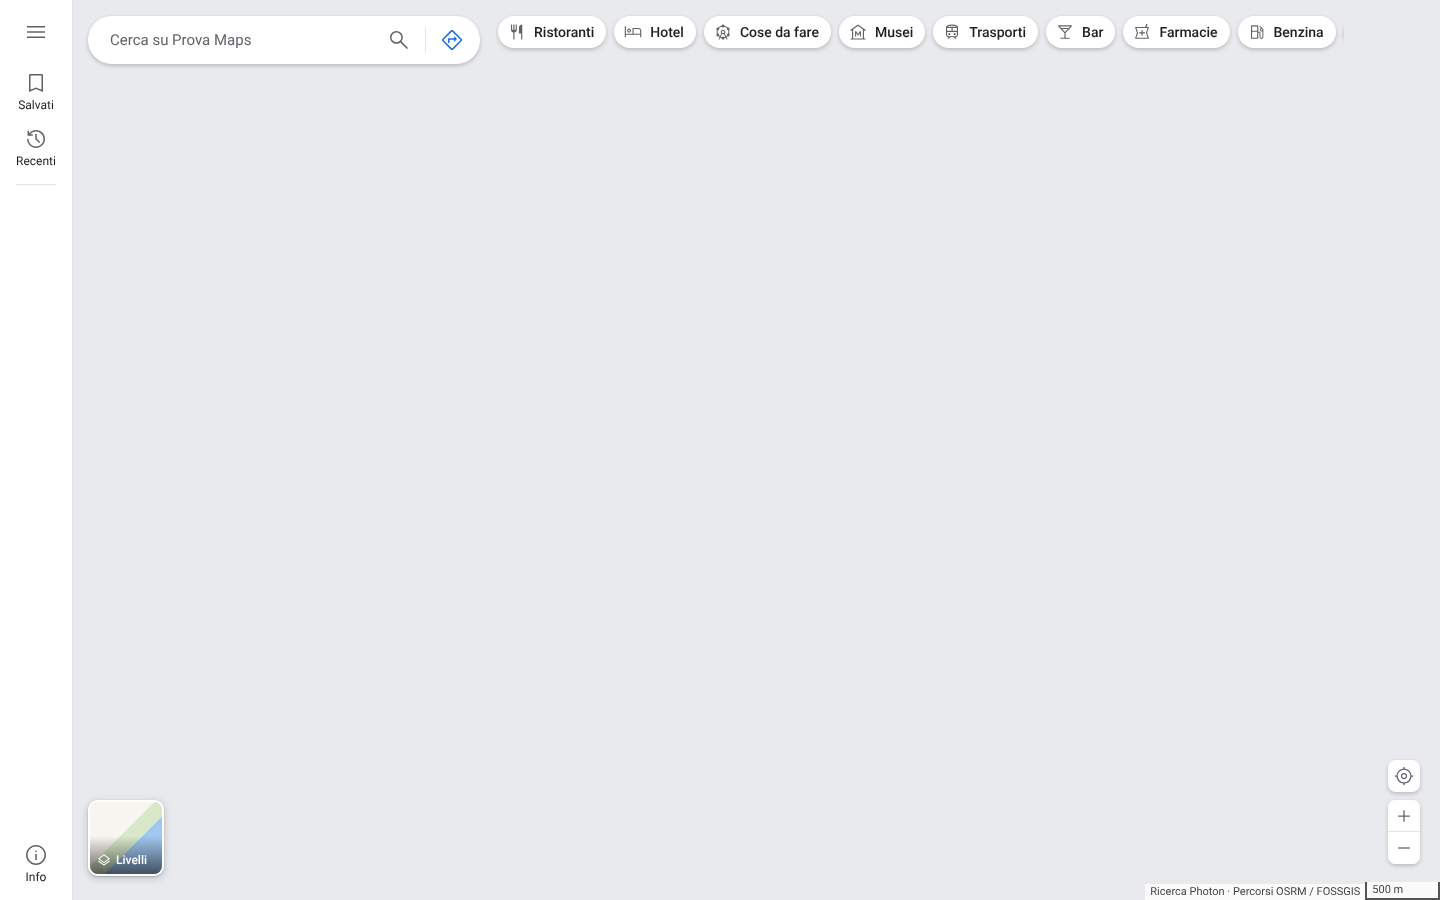 Cerca su Prova Maps
Ristoranti
Hotel
Cose da fare
Musei
Trasporti
Bar
Farmacie
Benzina
Salvati
Recenti
Livelli
Info
Ricerca Photon · Percorsi OSRM / FOSSGIS
500 m